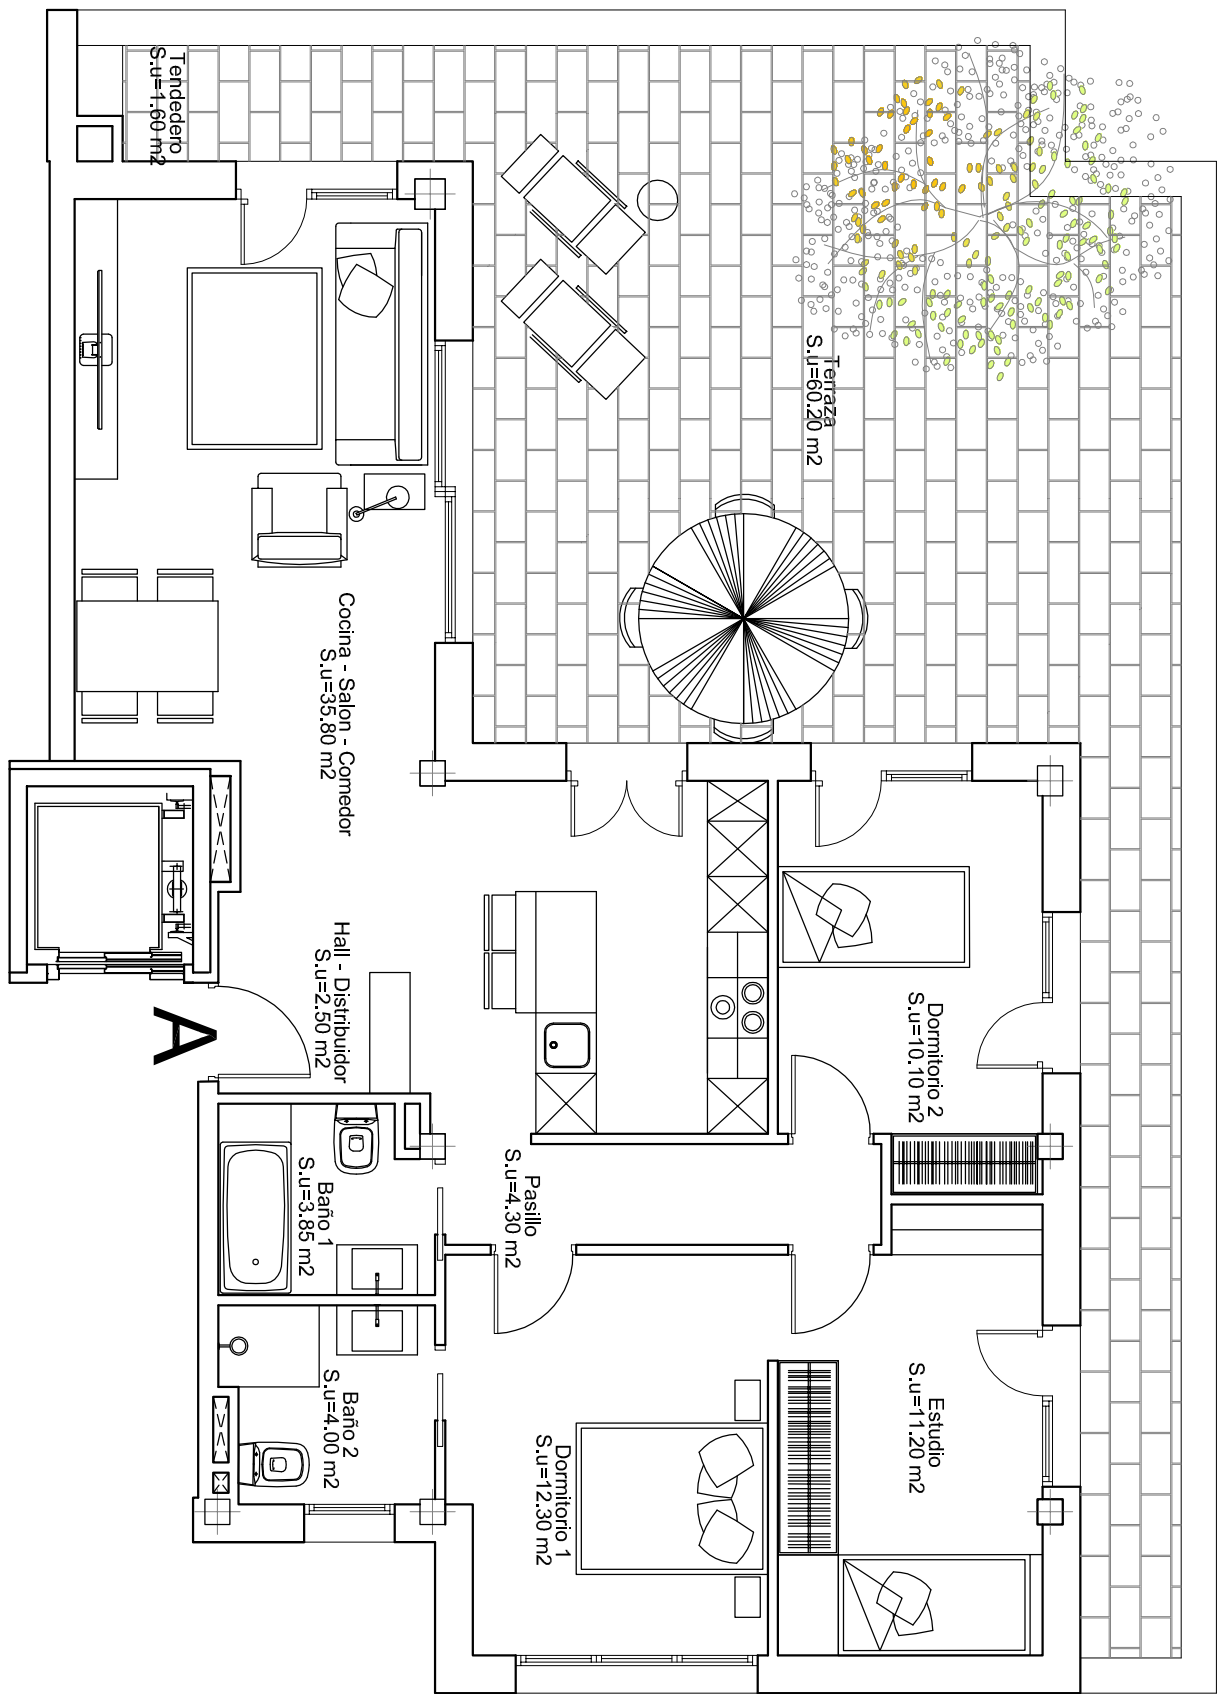 Tendedero
S.u=1.60 m2
Terraza
S.u=60.20 m2
Cocina - Salon - Comedor
S.u=35.80 m2
Hall - Distribuidor
S.u=2.50 m2
A
Dormitorio 2
S.u=10.10 m2
Pasillo
S.u=4.30 m2
Baño 1
S.u=3.85 m2
Baño 2
S.u=4.00 m2
Estudio
S.u=11.20 m2
Dormitorio 1
S.u=12.30 m2